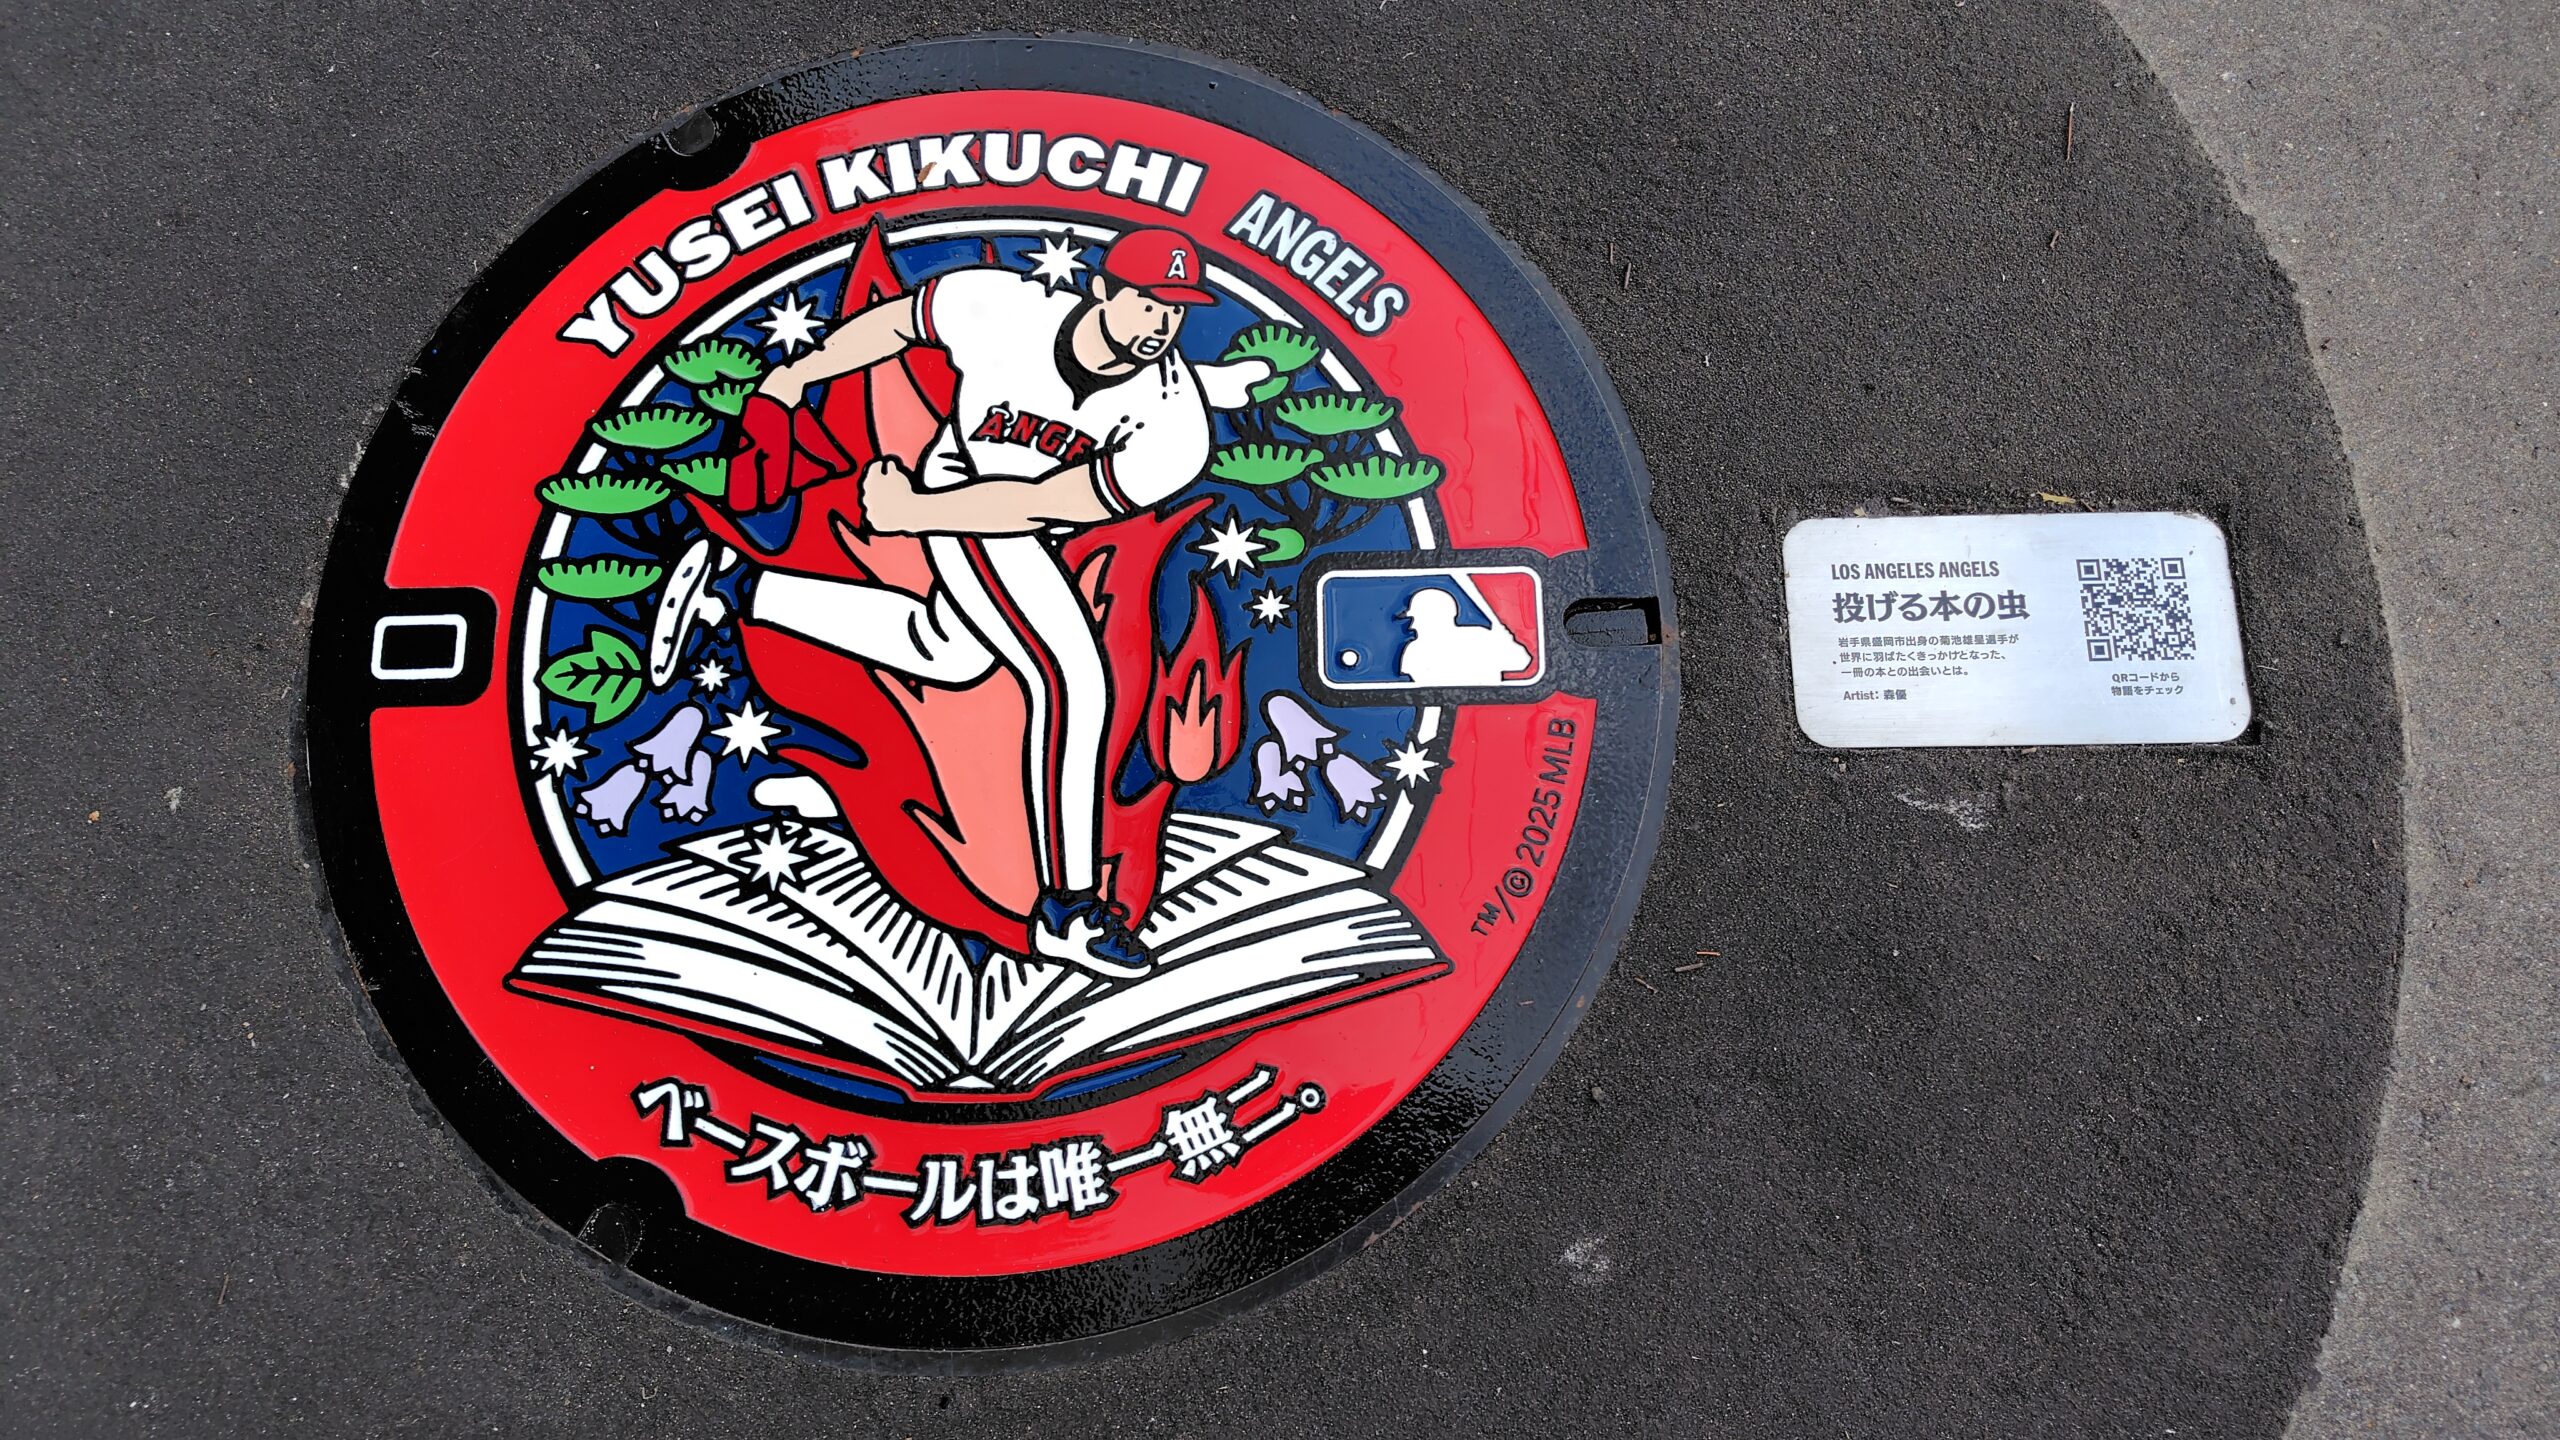 YUSEI KIKUCHI ANGELS
A
ANGE
TM/© 2025 MLB
ベースボールは唯一無二。
LOS ANGELES ANGELS
投げる本の虫
岩手県盛岡市出身の菊池雄星選手が
世界に羽ばたくきっかけとなった、
一冊の本との出会いとは。
Artist: 森優
QRコードから
物語をチェック